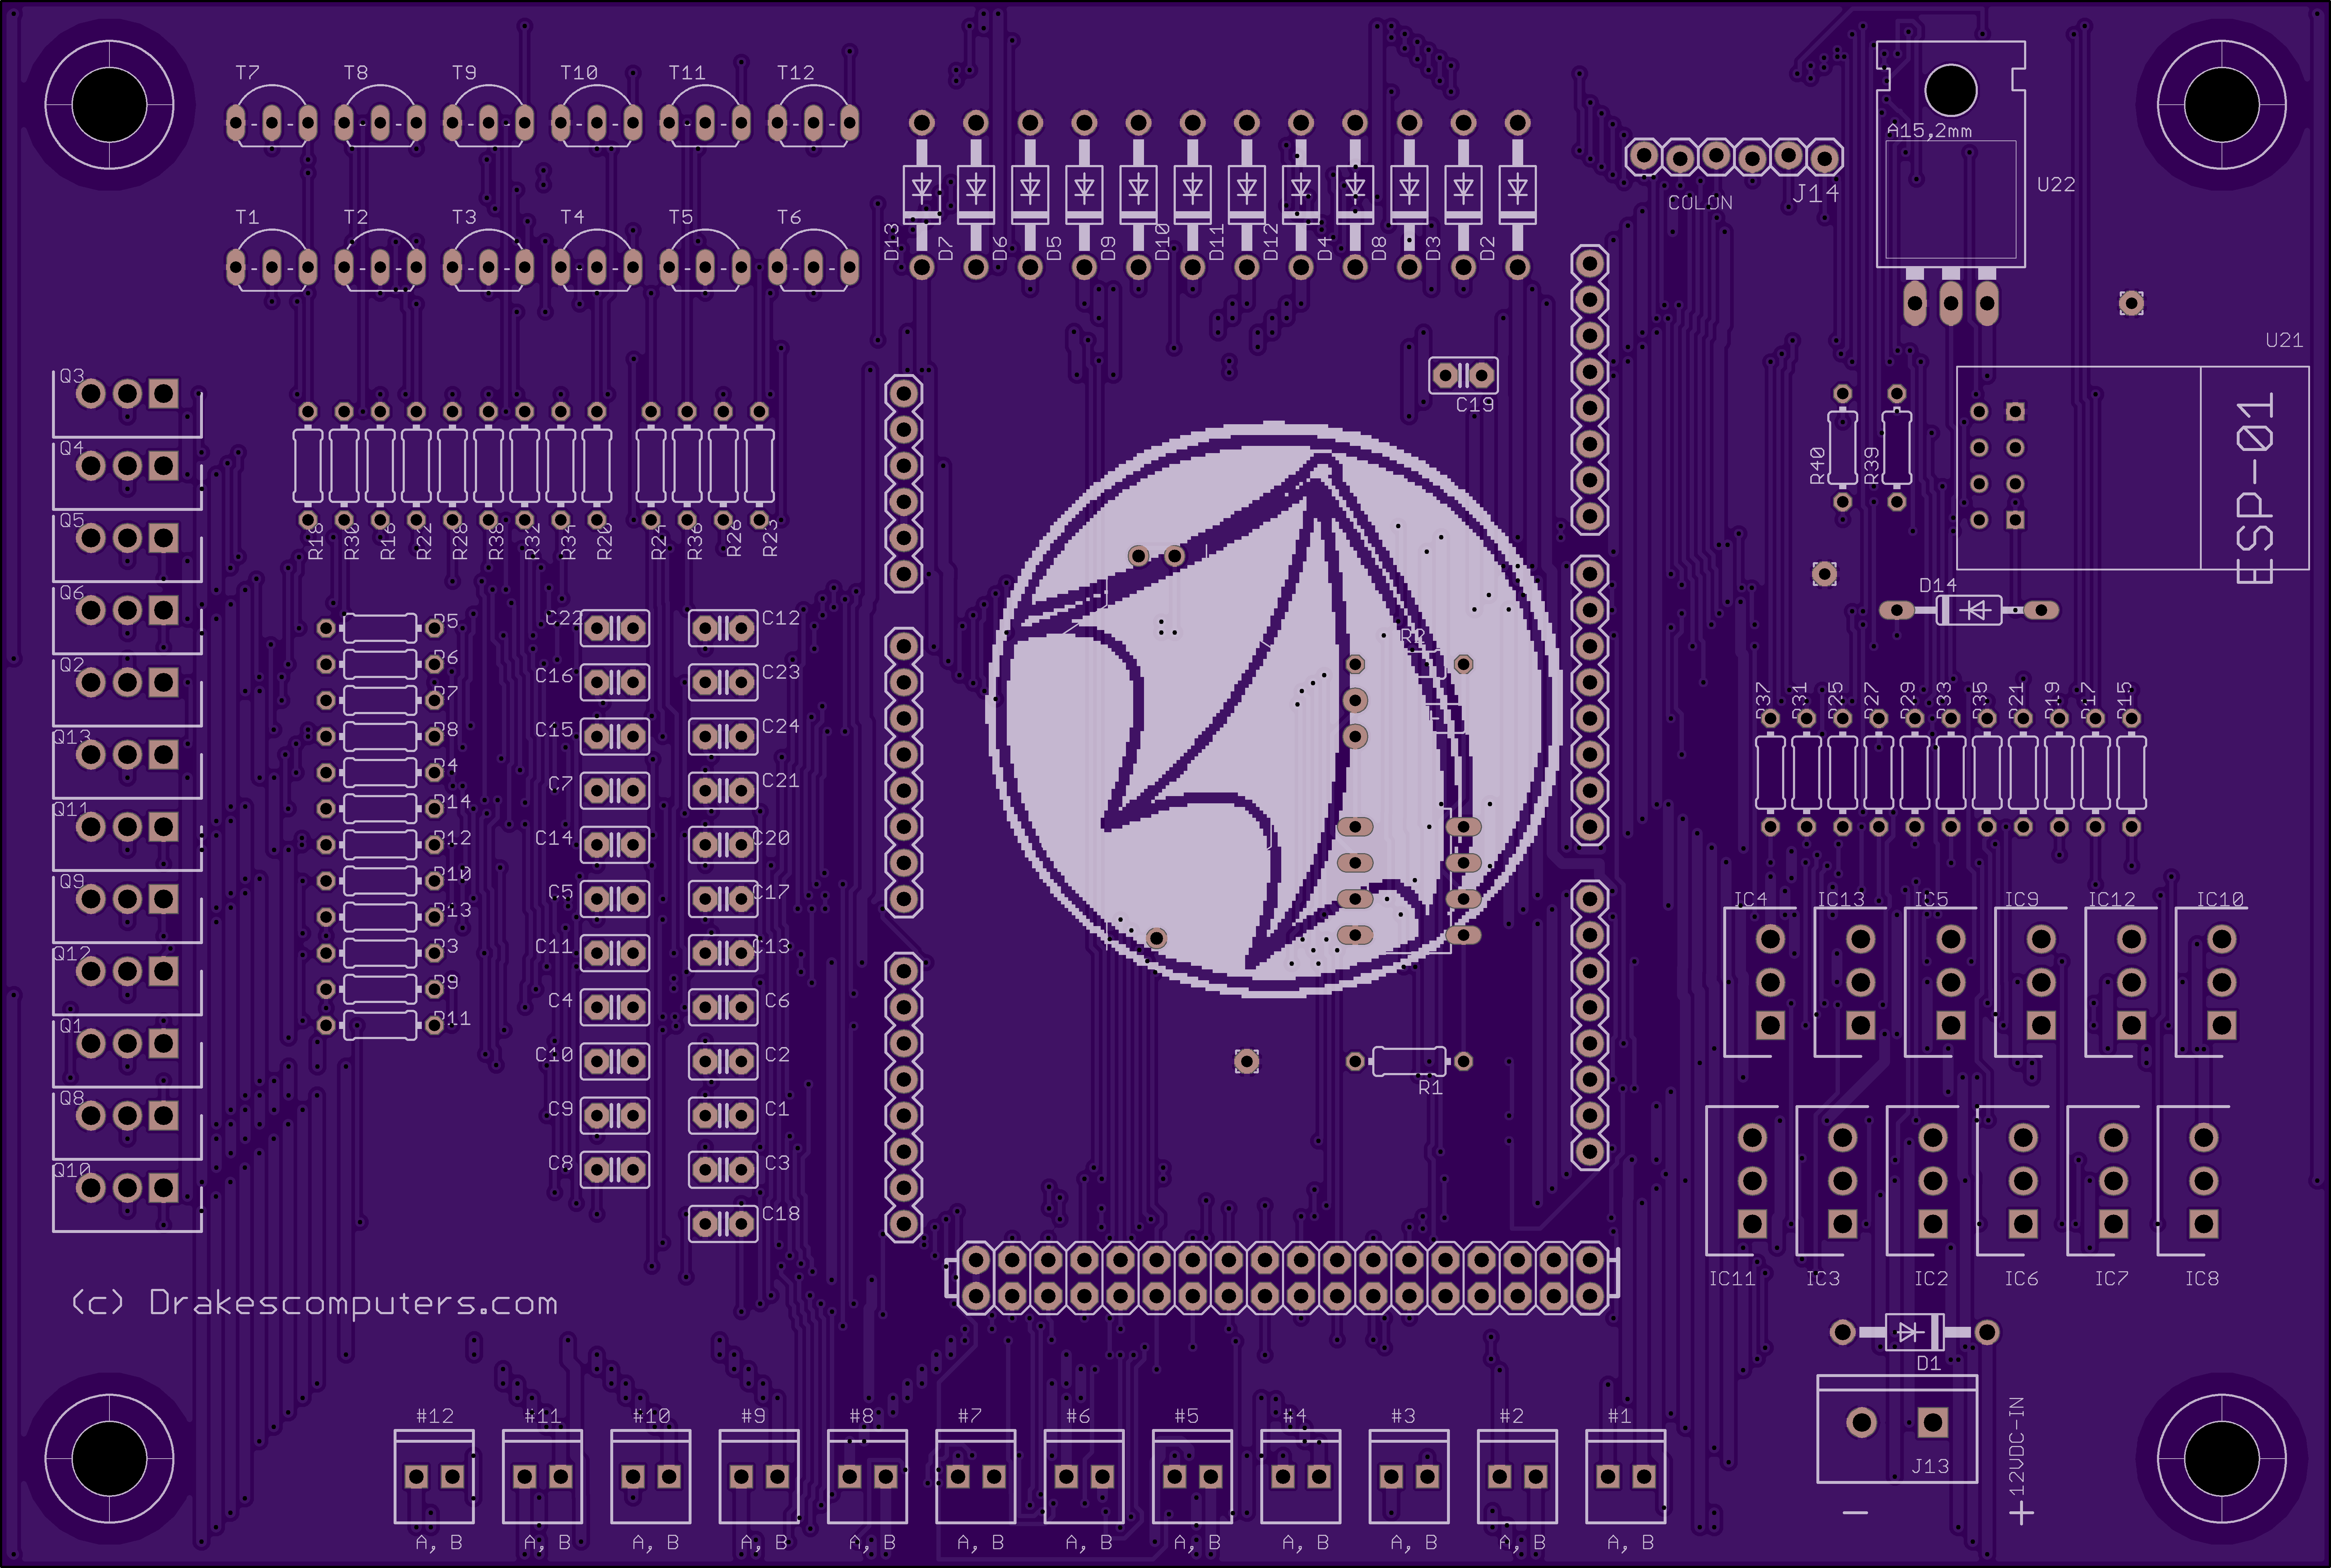 T7 T8 T9 T10 T11 T12
A15,2mm
U22
J14
COLON
T1 T2 T3 T4 T5 T6
D13 D7 D6 D5 D9 D10 D11 D12 D4 D8 D3 D2
U21
Q3
C19
ESP-01
Q4
R40 R39
Q5
R18 R30 R16 R22 R28 R38 R32 R34 R20 R24 R36 R26 R23
Q6
D14
C22 C12
R5
R2
Q2
R6
C16 C23
R7
R37 R31 R25 R27 R29 R33 R35 R21 R19 R17 R15
Q13
R8
C15 C24
R4
C7 C21
Q11
R14
R12
C14 C20
Q9
R10
C5 C17
IC4 IC13 IC5 IC9 IC12 IC10
R13
Q12
R3
C11 C13
R9
C4 C6
Q1
R11
C10 C2
R1
Q8
C9 C1
Q10
C8 C3
C18
IC11 IC3 IC2 IC6 IC7 IC8
(c) Drakescomputers.com
D1
#12 #11 #10 #9 #8 #7 #6 #5 #4 #3 #2 #1
+12VDC-IN
J13
−
A, B A, B A, B A, B A, B A, B A, B A, B A, B A, B A, B A, B